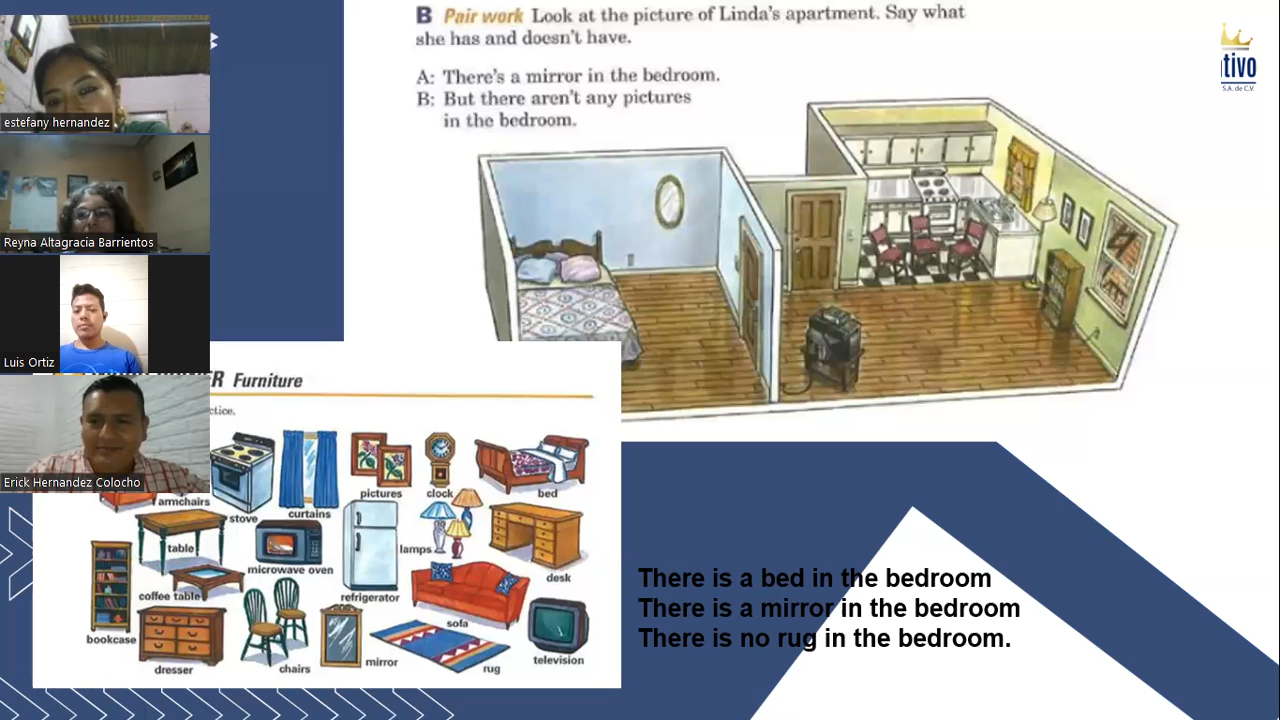 B Pair work Look at the picture of Linda's apartment. Say what
she has and doesn't have.
A: There's a mirror in the bedroom.
B: But there aren't any pictures
in the bedroom.
tivo
S.A. de C.V.
estefany hernandez
Reyna Altagracia Barrientos
Luis Ortiz
Erick Hernandez Colocho
Furniture
armchairs
stove
curtains
pictures
clock
bed
table
microwave oven
lamps
desk
coffee table
refrigerator
sofa
bookcase
dresser
chairs
mirror
rug
television
There is a bed in the bedroom
There is a mirror in the bedroom
There is no rug in the bedroom.